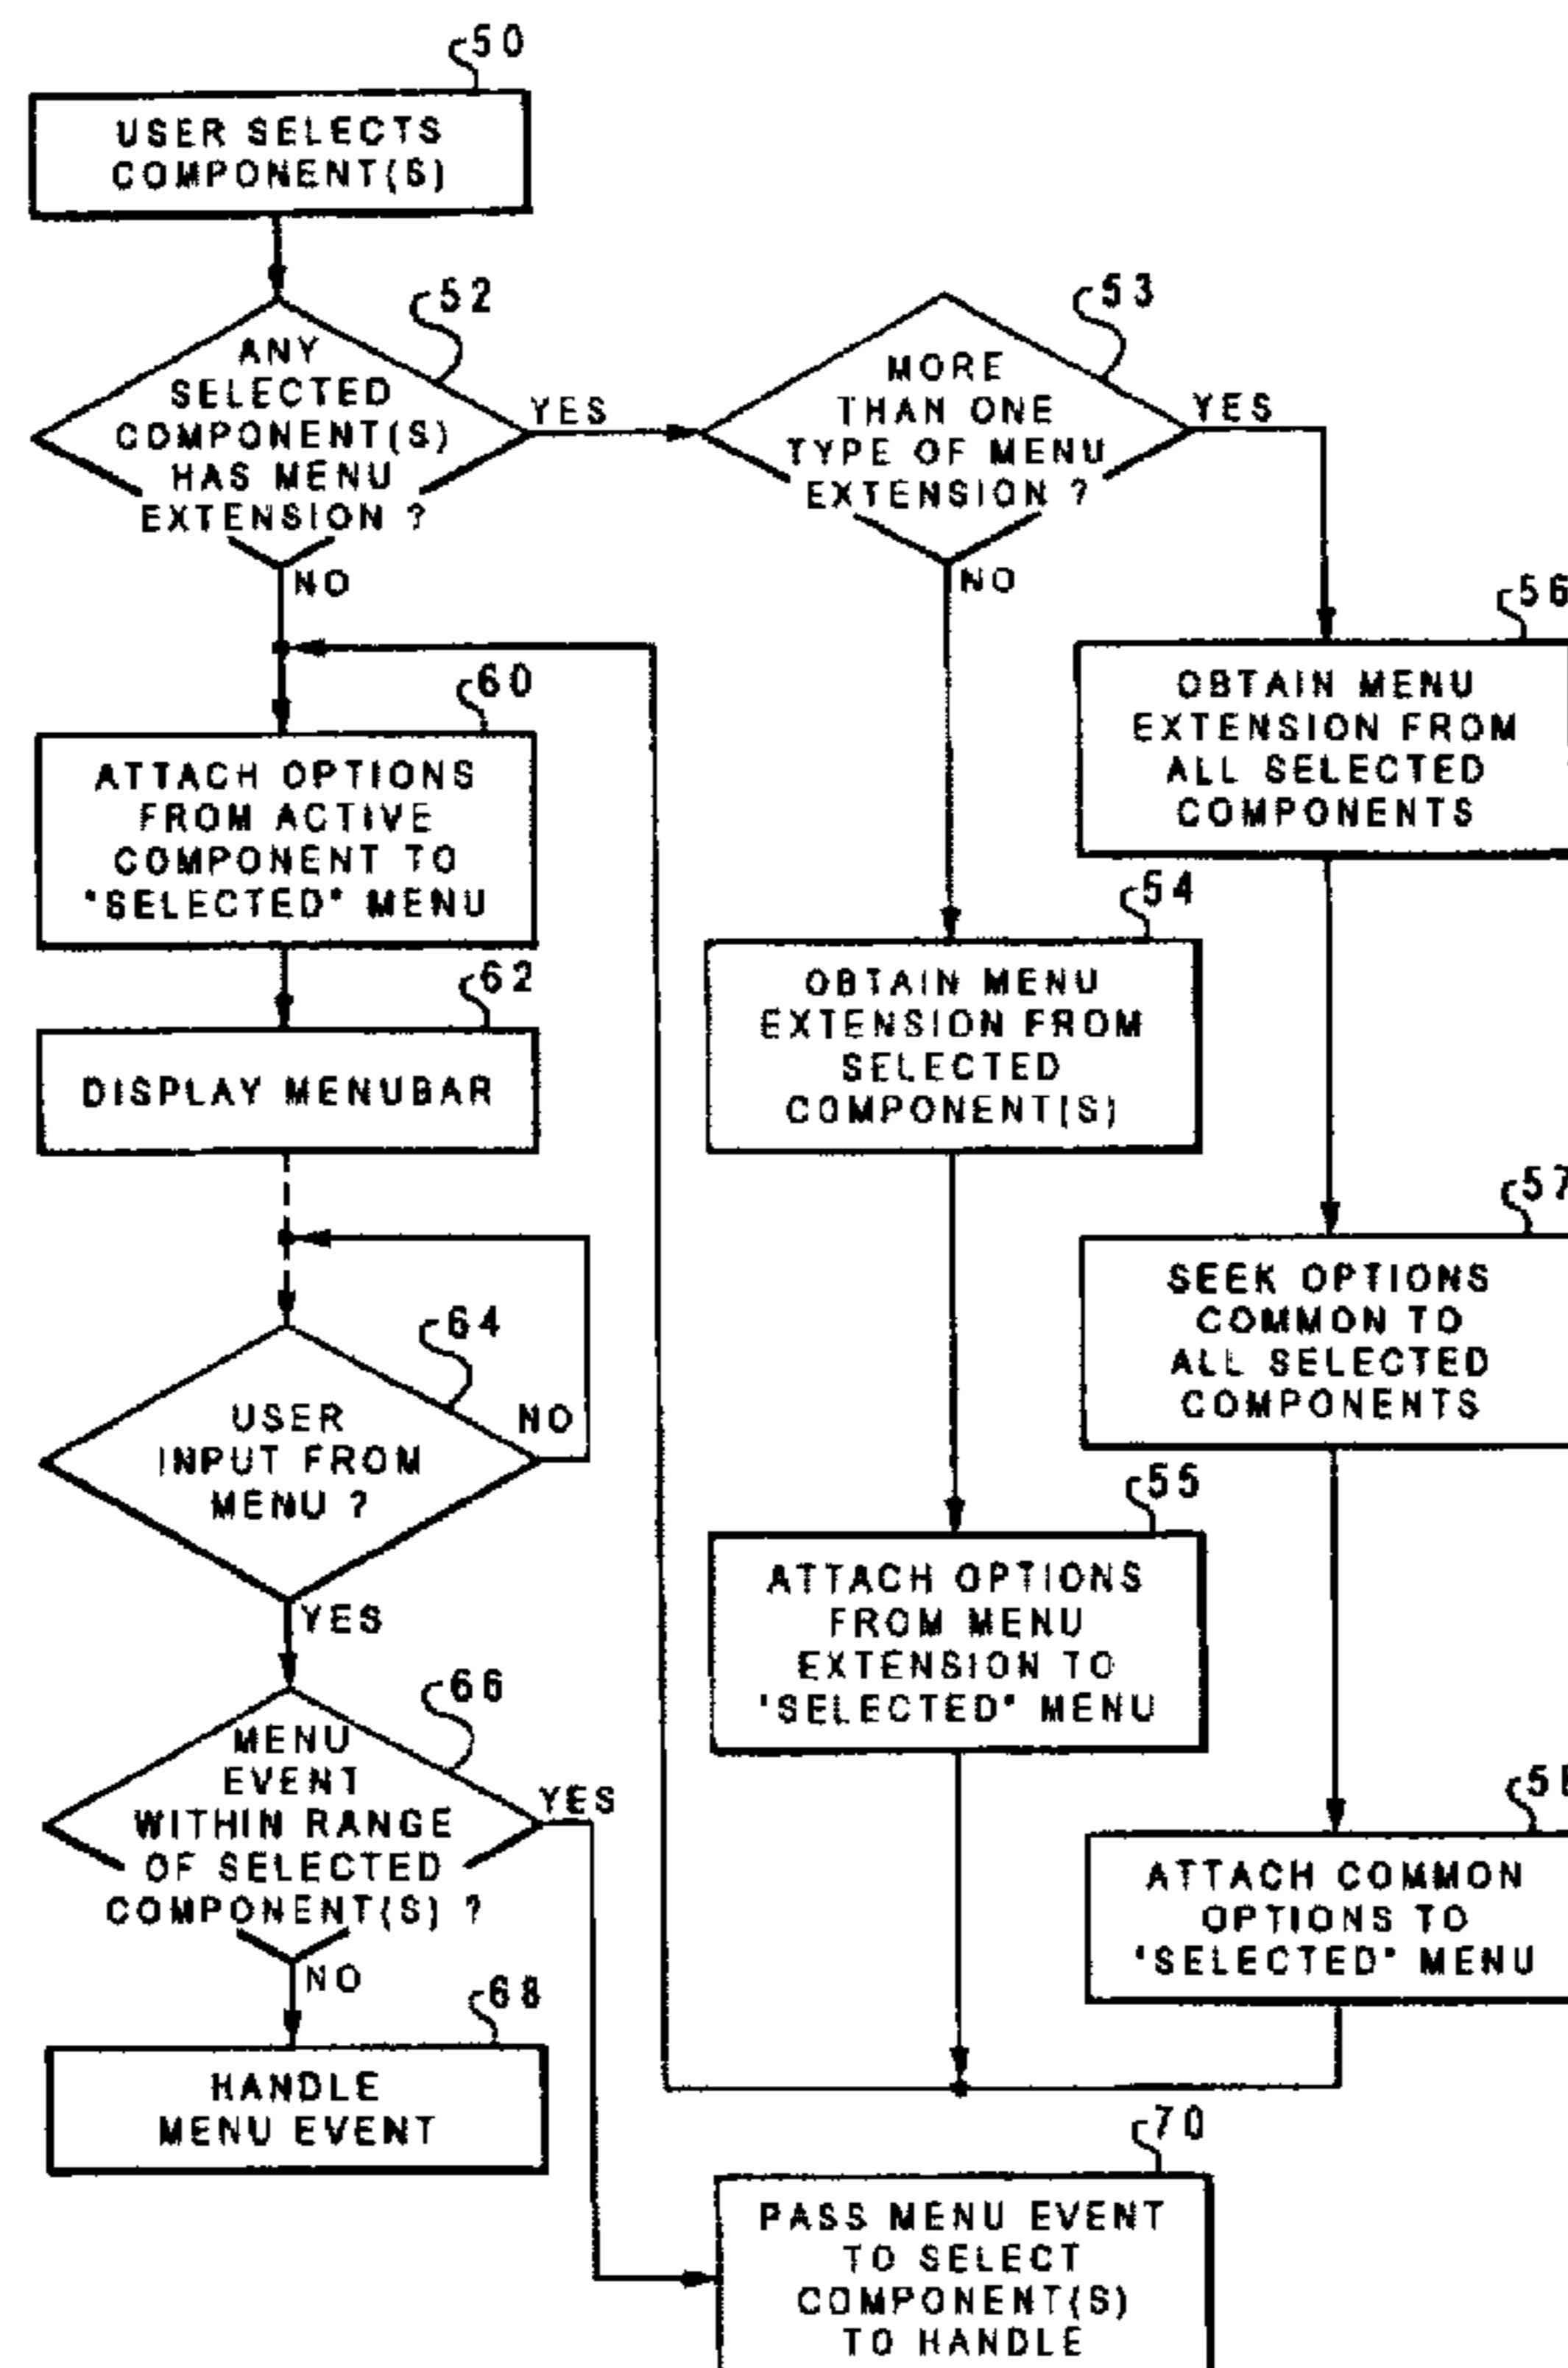 50
USER SELECTS
COMPONENT(S)
52
ANY
SELECTED
COMPONENT(S)
HAS MENU
EXTENSION ?
YES
NO
53
MORE
THAN ONE
TYPE OF MENU
EXTENSION ?
YES
NO
56
OBTAIN MENU
EXTENSION FROM
ALL SELECTED
COMPONENTS
60
ATTACH OPTIONS
FROM ACTIVE
COMPONENT TO
"SELECTED" MENU
54
OBTAIN MENU
EXTENSION FROM
SELECTED
COMPONENT(S)
62
DISPLAY MENUBAR
57
SEEK OPTIONS
COMMON TO
ALL SELECTED
COMPONENTS
64
USER
INPUT FROM
MENU ?
NO
YES
55
ATTACH OPTIONS
FROM MENU
EXTENSION TO
"SELECTED" MENU
66
MENU
EVENT
WITHIN RANGE
OF SELECTED
COMPONENT(S) ?
YES
NO
ATTACH COMMON
OPTIONS TO
"SELECTED" MENU
68
HANDLE
MENU EVENT
70
PASS MENU EVENT
TO SELECT
COMPONENT(S)
TO HANDLE